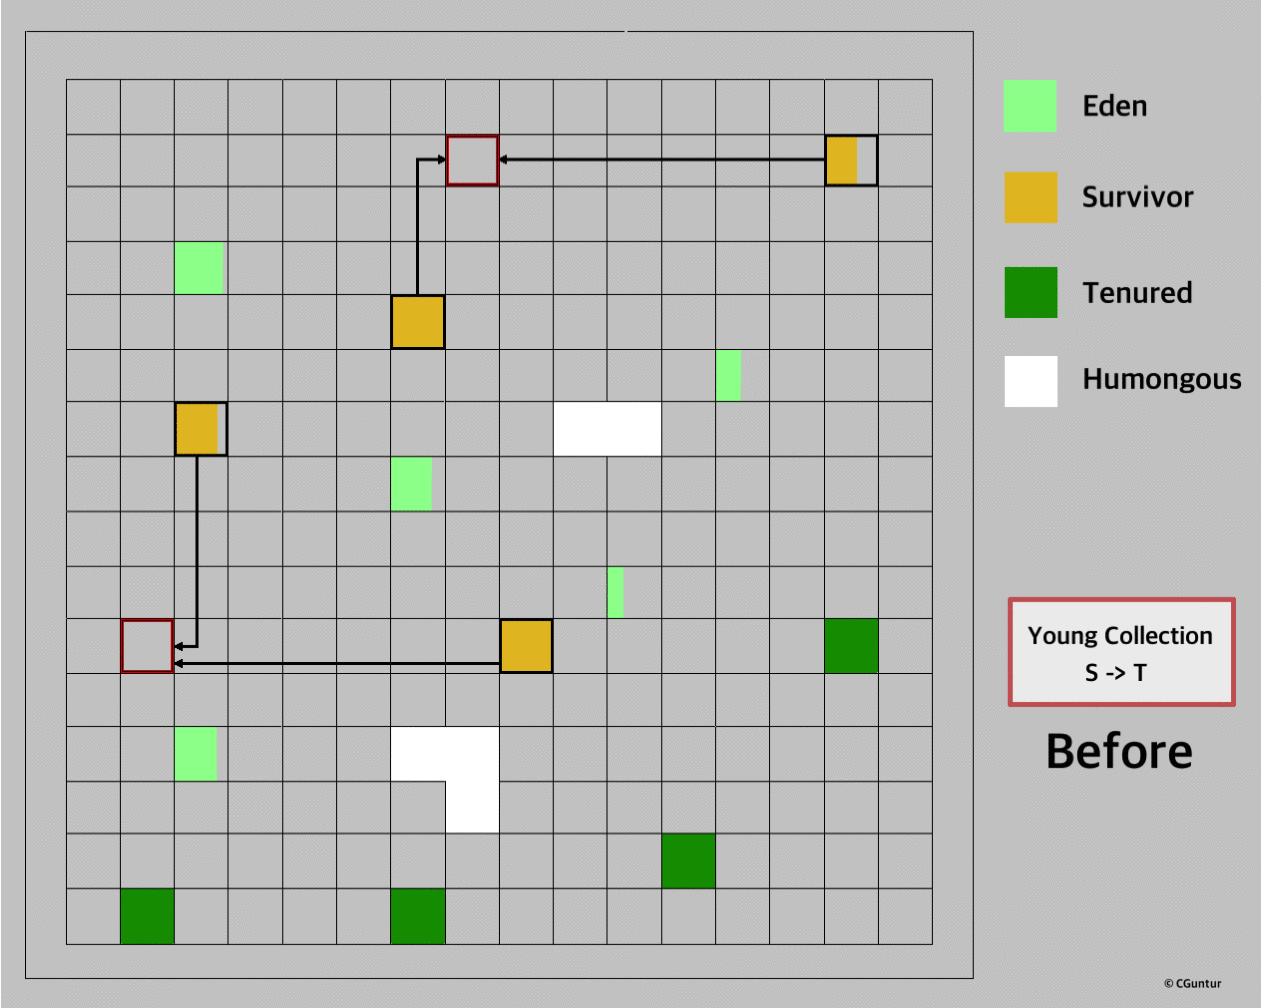 Eden
Survivor
Tenured
Humongous
Young Collection
S -> T
Before
© CGuntur